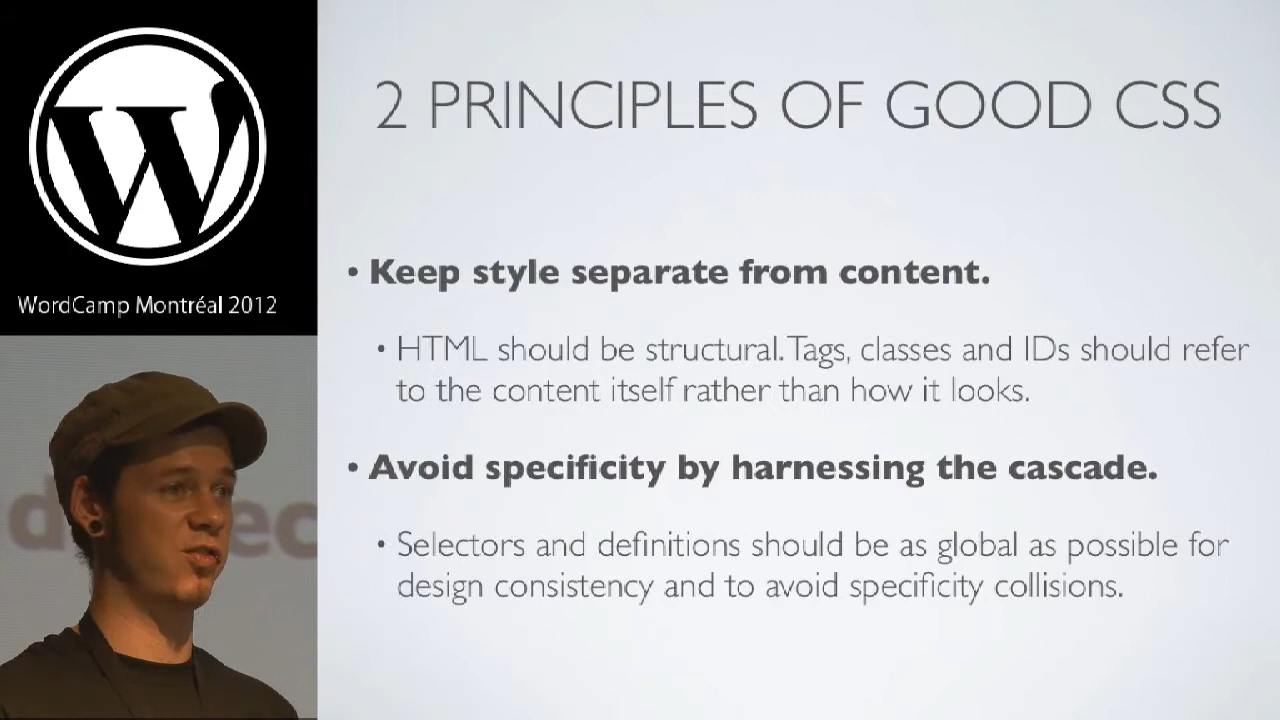 WordCamp Montréal 2012
2 PRINCIPLES OF GOOD CSS
• Keep style separate from content.
• HTML should be structural. Tags, classes and IDs should refer
to the content itself rather than how it looks.
• Avoid specificity by harnessing the cascade.
• Selectors and definitions should be as global as possible for
design consistency and to avoid specificity collisions.